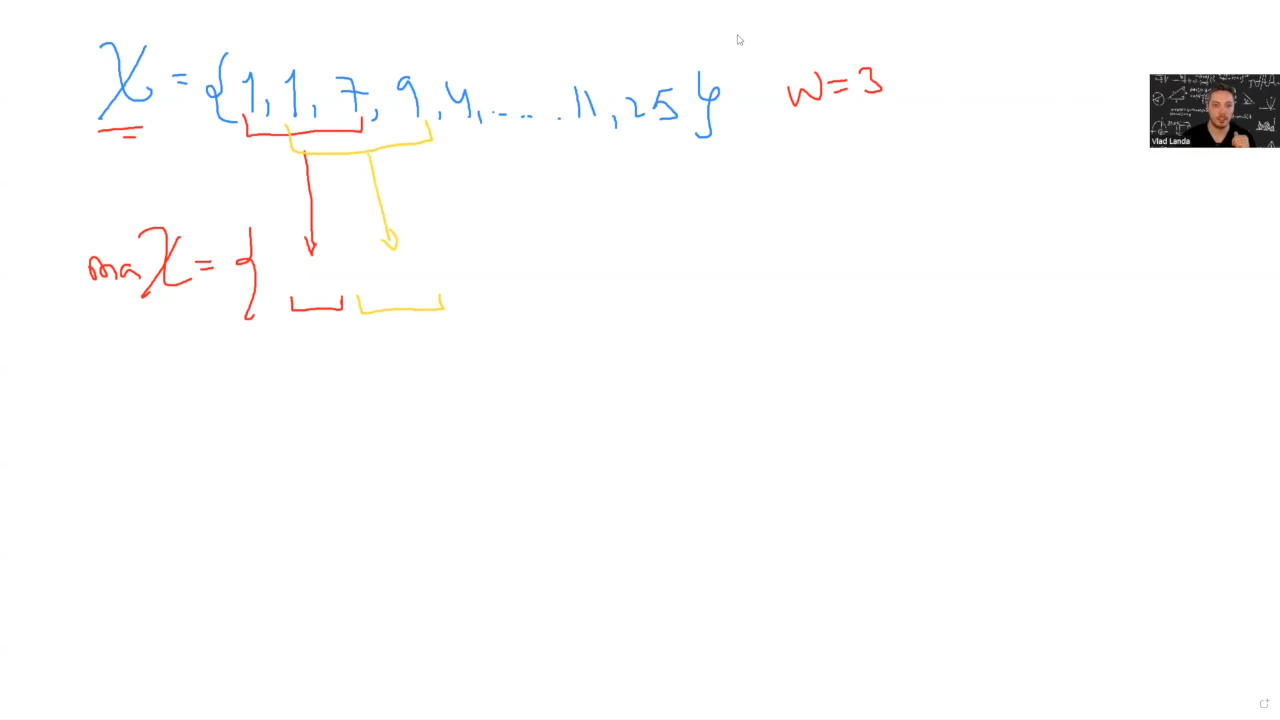 X = {1, 1, 7, 9, 4, ..... 11, 25} W=3
Vlad Landa
maX = {